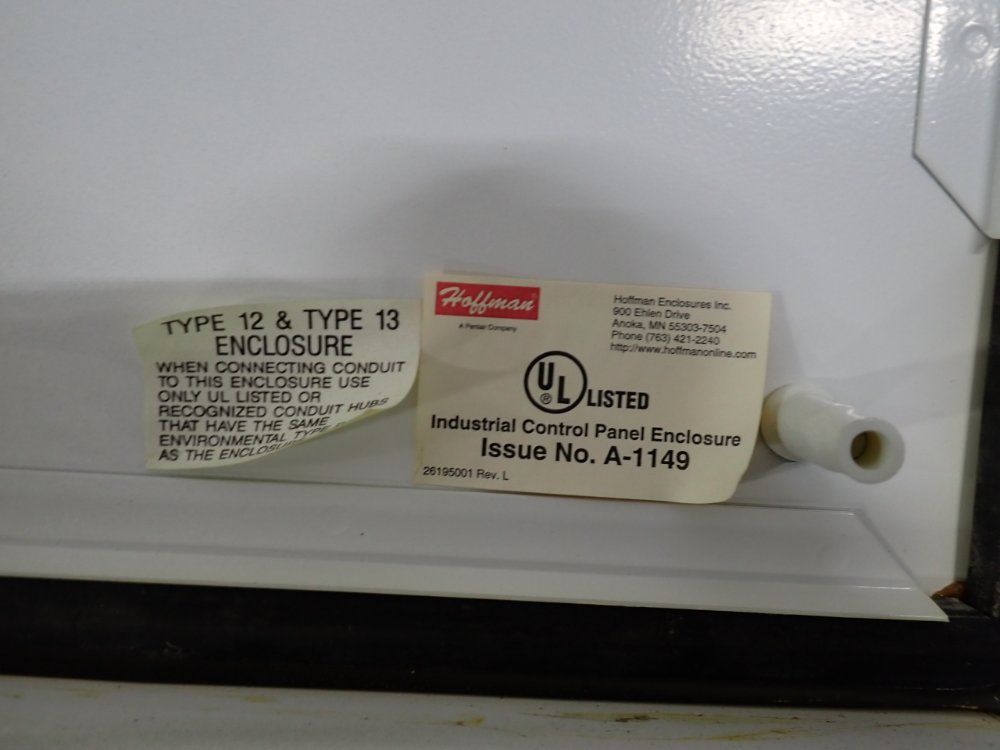 TYPE 12 & TYPE 13
ENCLOSURE
WHEN CONNECTING CONDUIT
TO THIS ENCLOSURE USE
ONLY UL LISTED OR
RECOGNIZED CONDUIT HUBS
THAT HAVE THE SAME
ENVIRONMENTAL TYPE
AS THE ENCLOSURE
Hoffman
A Pentair Company
Hoffman Enclosures Inc.
900 Ehlen Drive
Anoka, MN 55303-7504
Phone (763) 421-2240
http://www.hoffmanonline.com
UL ® LISTED
Industrial Control Panel Enclosure
Issue No. A-1149
26195001 Rev. L